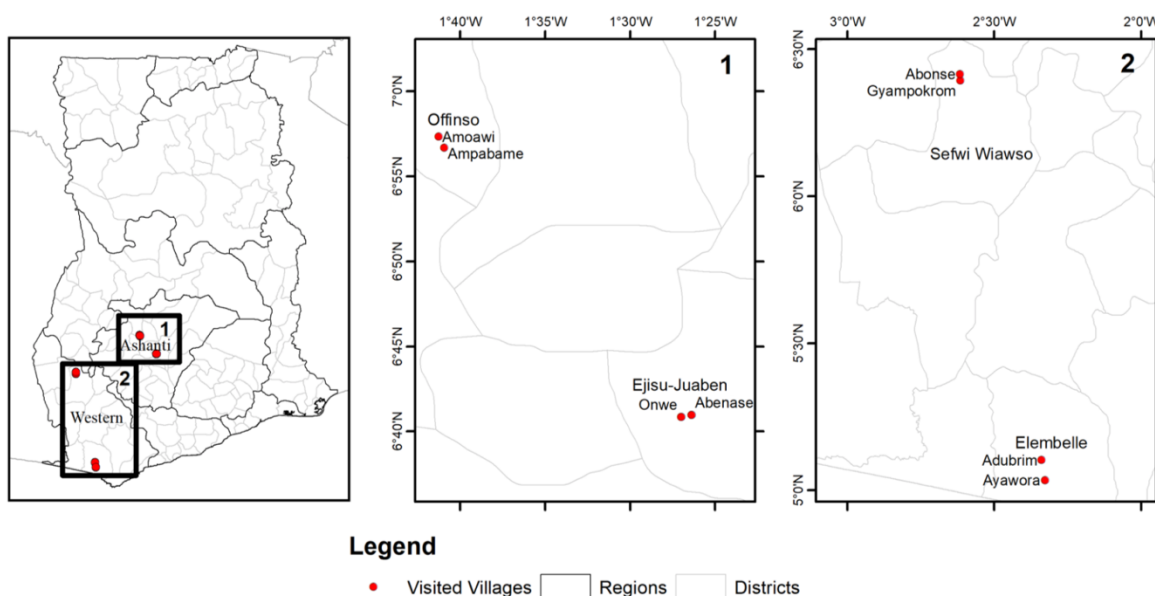 1
Ashanti
2
Western
1°40'W
1°35'W
1°30'W
1°25'W
7°0'N
6°55'N
6°50'N
6°45'N
6°40'N
1
Offinso
Amoawi
Ampabame
Ejisu-Juaben
Onwe
Abenase
3°0'W
2°30'W
2°0'W
6°30'N
6°0'N
5°30'N
5°0'N
2
Abonse
Gyampokrom
Sefwi Wiawso
Elembelle
Adubrim
Ayawora
Legend
Visited Villages
Regions
Districts